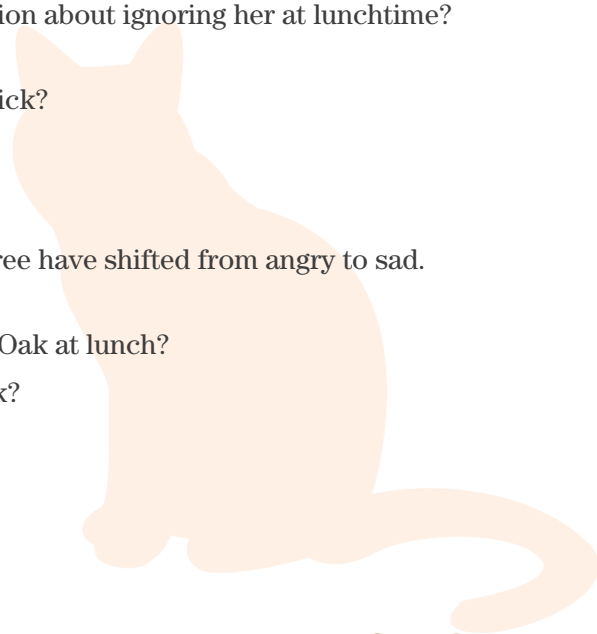 ion about ignoring her at lunchtime?
ick?
ree have shifted from angry to sad.
Oak at lunch?
k?